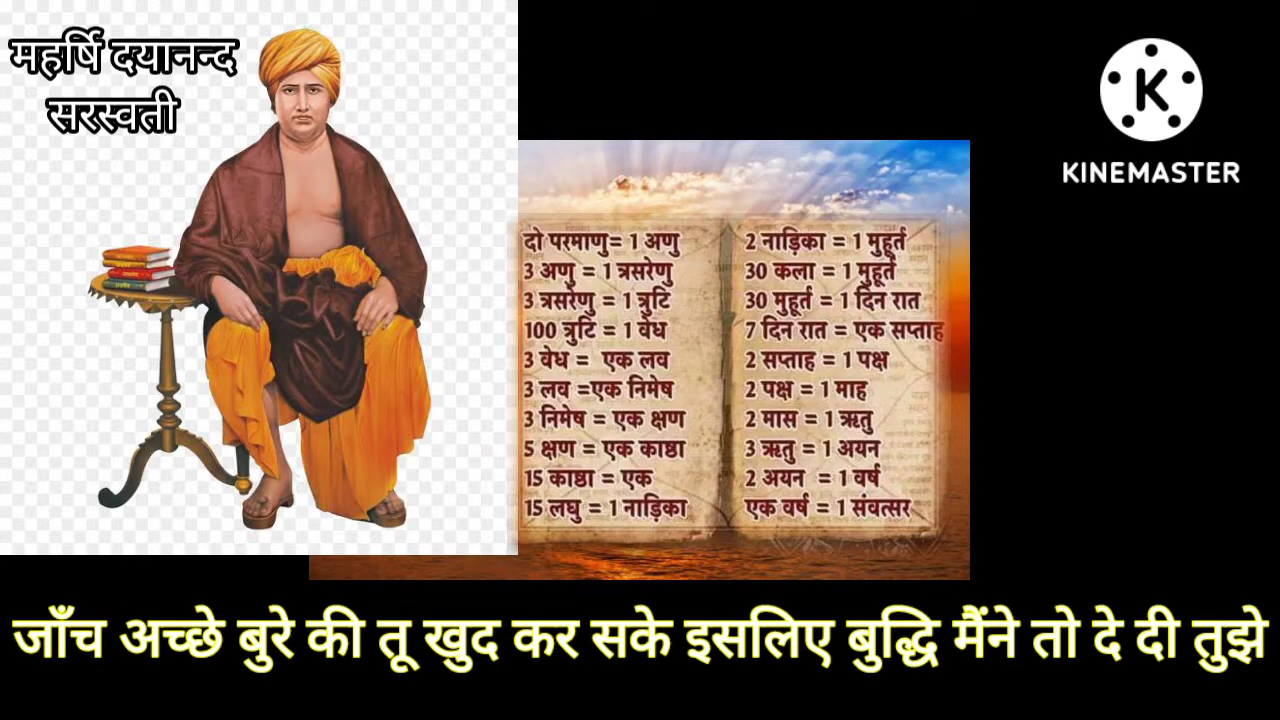 महर्षि दयानन्द
सरस्वती
KINEMASTER
दो परमाणु= 1 अणु
3 अणु = 1 त्रसरेणु
3 त्रसरेणु = 1 त्रुटि
100 त्रुटि = 1 वेध
3 वेध = एक लव
3 लव =एक निमेष
3 निमेष = एक क्षण
5 क्षण = एक काष्ठा
15 काष्ठा = एक
15 लघु = 1 नाड़िका
2 नाड़िका = 1 मुहूर्त
30 कला = 1 मुहूर्त
30 मुहूर्त = 1 दिन रात
7 दिन रात = एक सप्ताह
2 सप्ताह = 1 पक्ष
2 पक्ष = 1 माह
2 मास = 1 ऋतु
3 ऋतु = 1 अयन
2 अयन = 1 वर्ष
एक वर्ष = 1 संवत्सर
जाँच अच्छे बुरे की तू खुद कर सके इसलिए बुद्धि मैंने तो दे दी तुझे